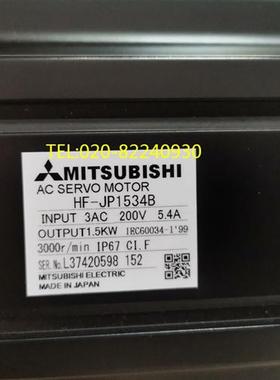 TEL:020-82240930
MITSUBISHI
AC SERVO MOTOR
HF-JP1534B
INPUT 3AC 200V 5.4A
OUTPUT1.5KW IEC60034-1'99
3000r/min IP67 CI.F
SER.No.L37420598 152
MITSUBISHI ELECTRIC
MADE IN JAPAN